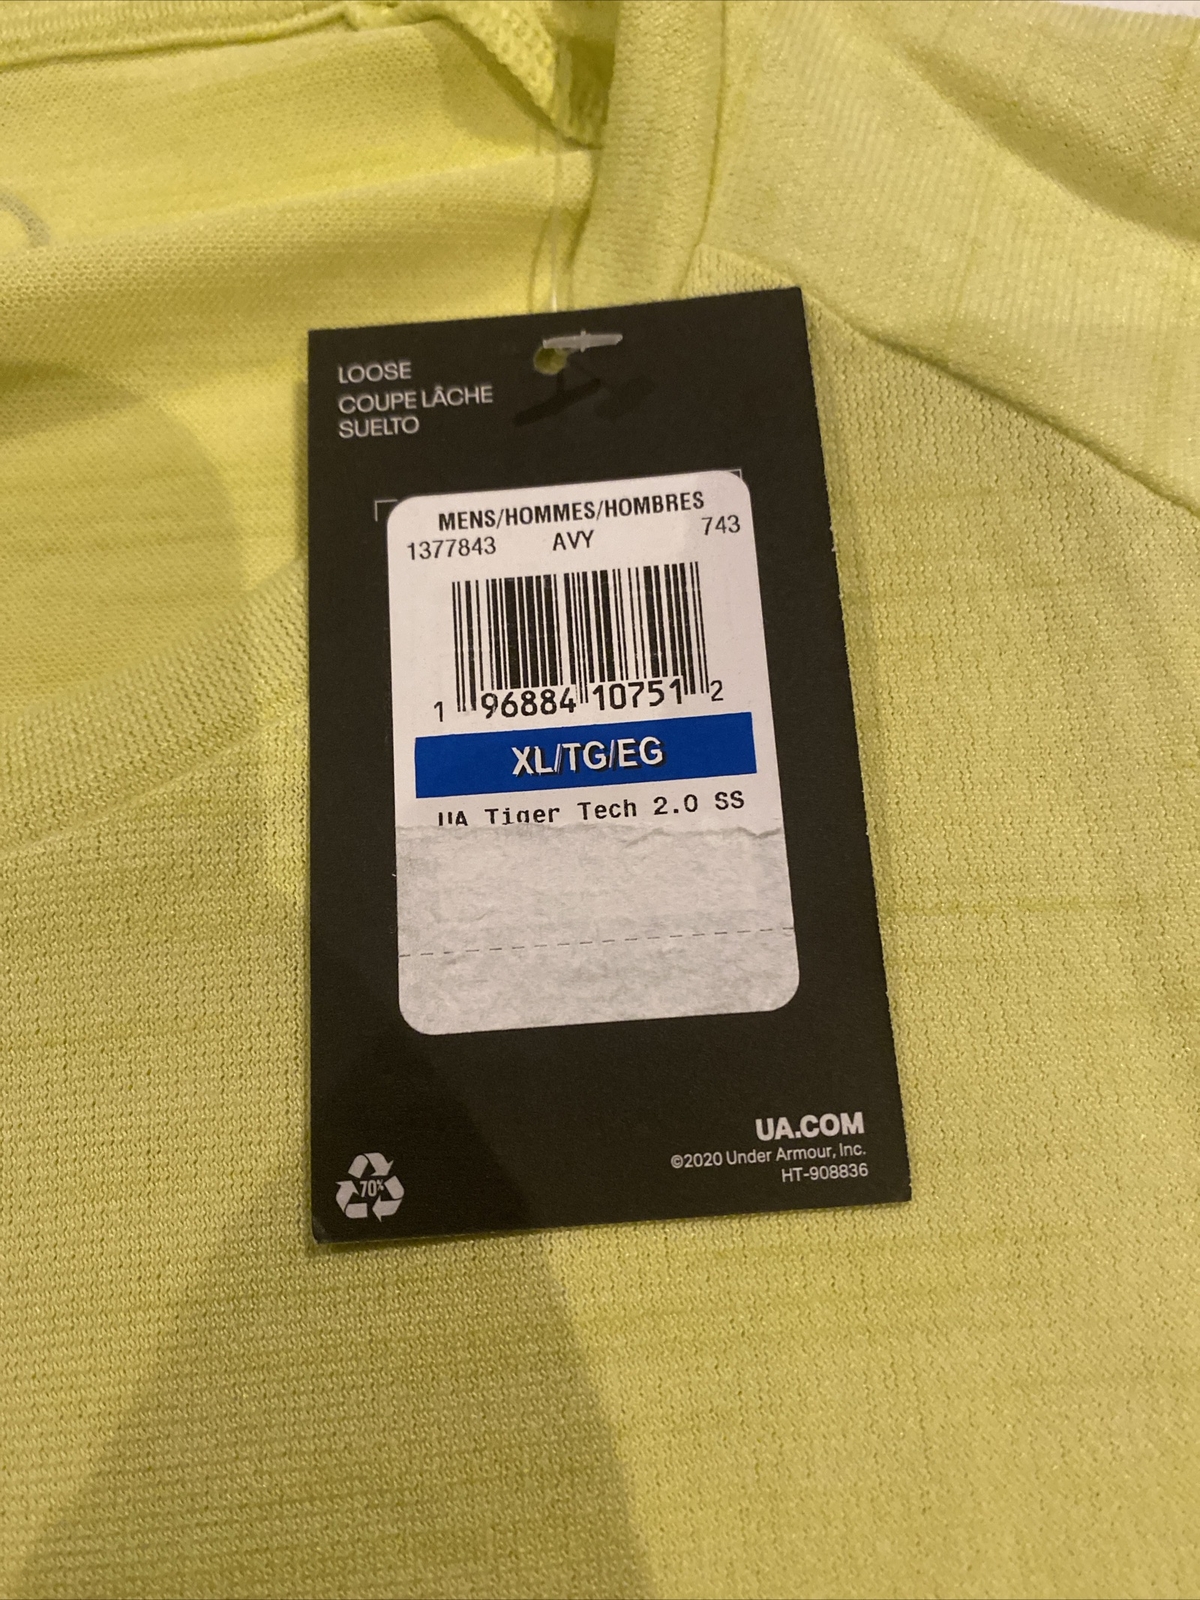 LOOSE
COUPE LÂCHE
SUELTO
MENS/HOMMES/HOMBRES
1377843 AVY 743
1 96884 10751 2
XL/TG/EG
UA Tiger Tech 2.0 SS
70%
UA.COM
©2020 Under Armour, Inc.
HT-908836